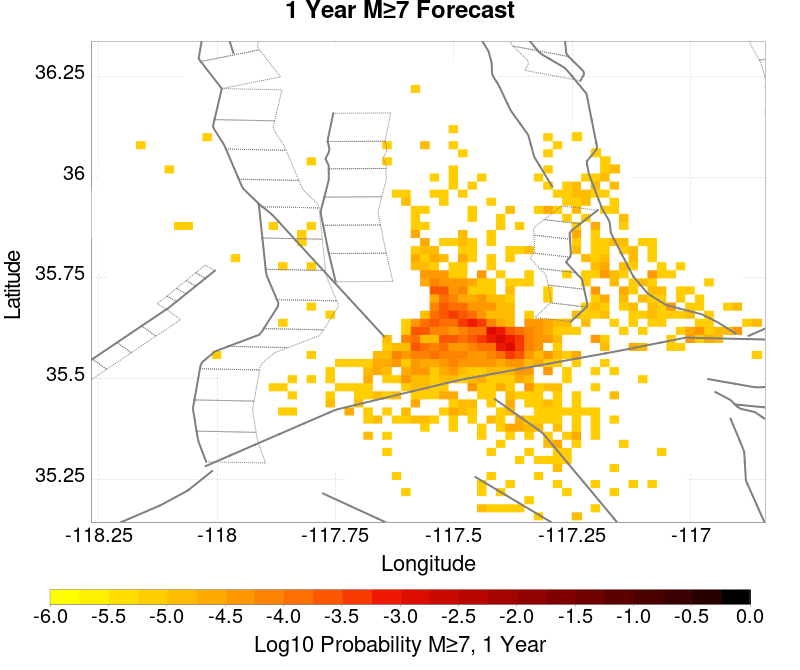 1 Year M≥7 Forecast
36.25
36
35.75
35.5
35.25
Latitude
-118.25 -118 -117.75 -117.5 -117.25 -117
Longitude
-6.0 -5.5 -5.0 -4.5 -4.0 -3.5 -3.0 -2.5 -2.0 -1.5 -1.0 -0.5 0.0
Log10 Probability M≥7, 1 Year